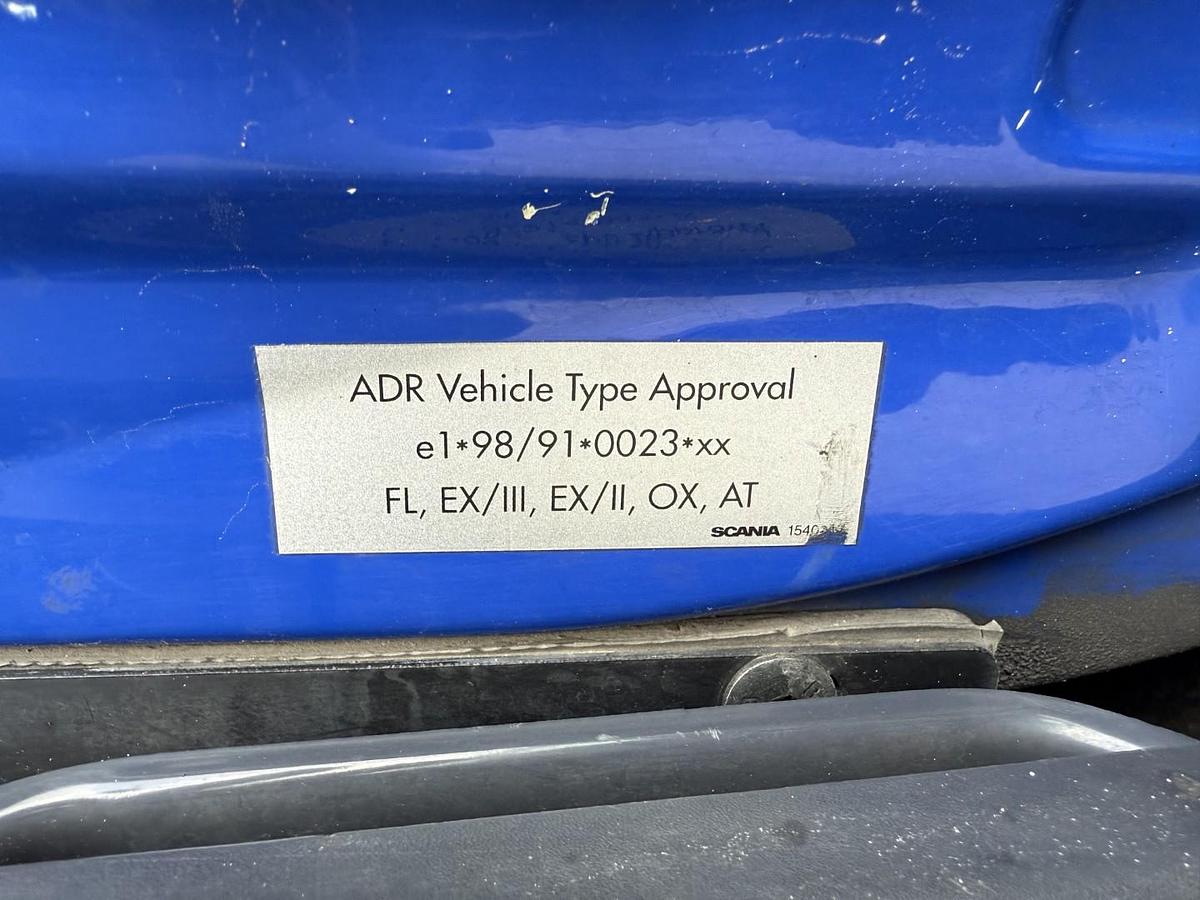 ADR Vehicle Type Approval
e1*98/91*0023*xx
FL, EX/III, EX/II, OX, AT
SCANIA